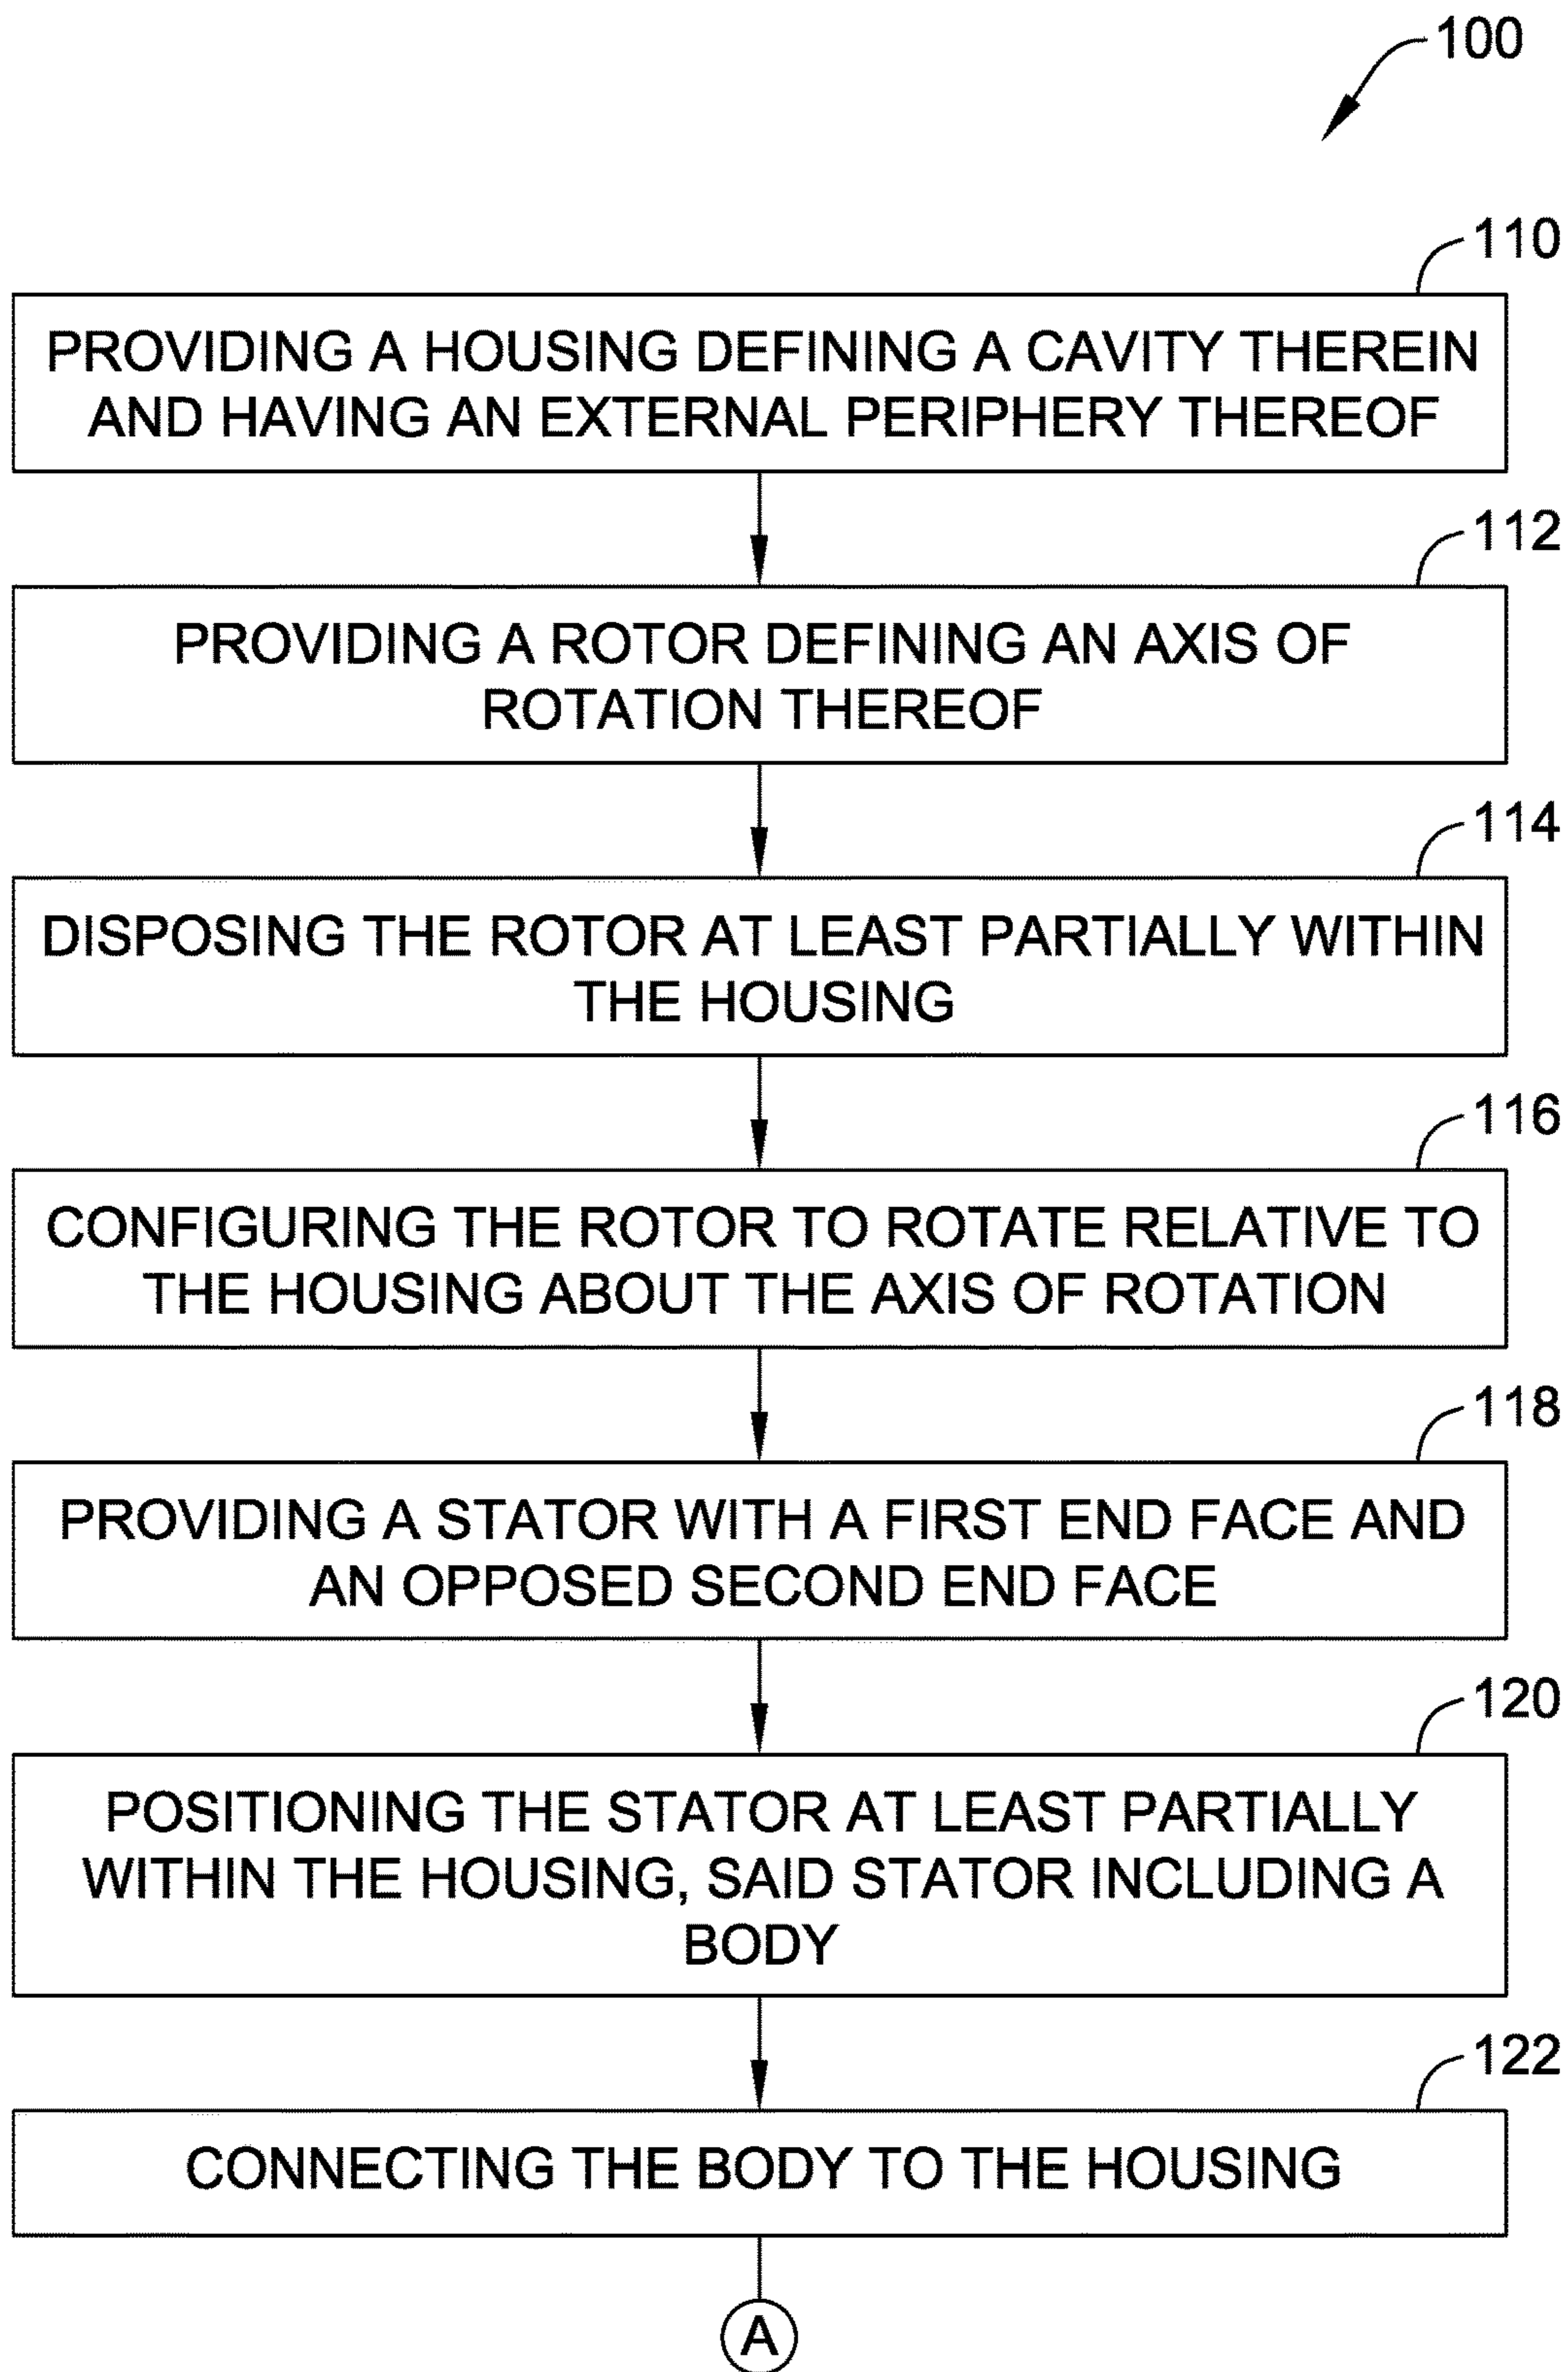 100
110
PROVIDING A HOUSING DEFINING A CAVITY THEREIN
AND HAVING AN EXTERNAL PERIPHERY THEREOF
112
PROVIDING A ROTOR DEFINING AN AXIS OF
ROTATION THEREOF
114
DISPOSING THE ROTOR AT LEAST PARTIALLY WITHIN
THE HOUSING
116
CONFIGURING THE ROTOR TO ROTATE RELATIVE TO
THE HOUSING ABOUT THE AXIS OF ROTATION
118
PROVIDING A STATOR WITH A FIRST END FACE AND
AN OPPOSED SECOND END FACE
120
POSITIONING THE STATOR AT LEAST PARTIALLY
WITHIN THE HOUSING, SAID STATOR INCLUDING A
BODY
122
CONNECTING THE BODY TO THE HOUSING
A